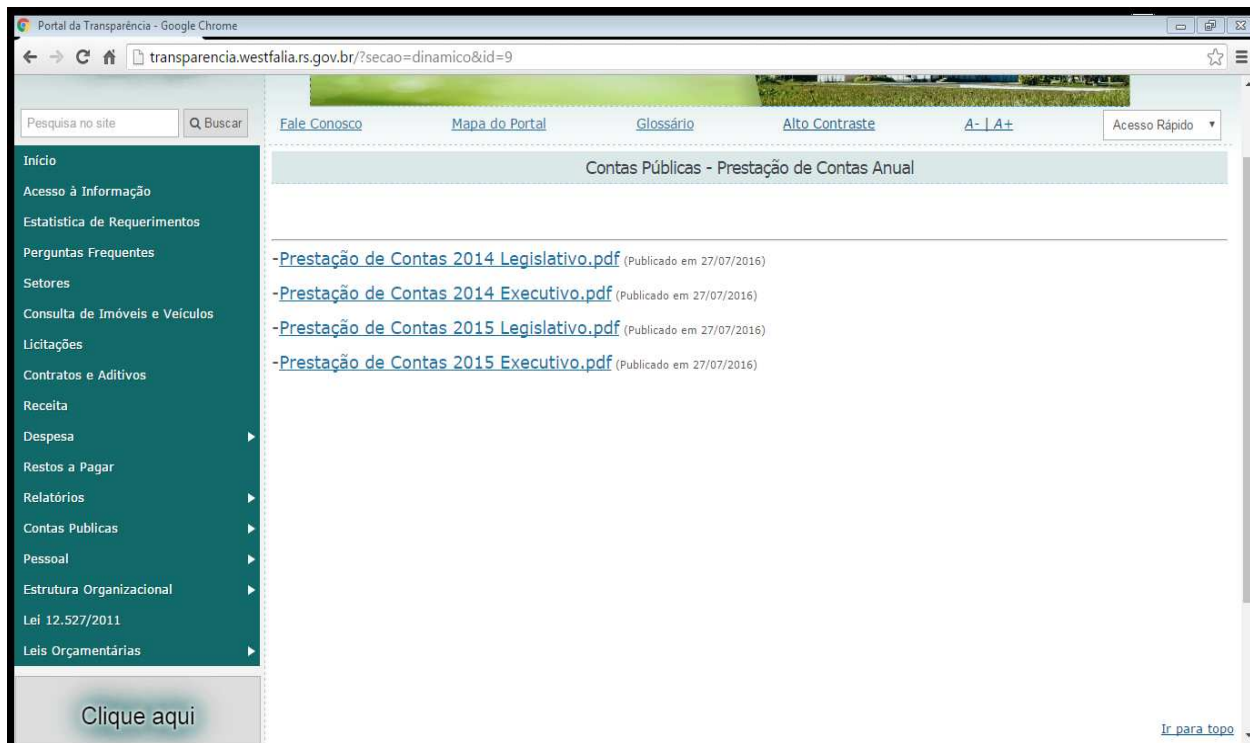 Portal da Transparência - Google Chrome
transparencia.westfalia.rs.gov.br/?secao=dinamico&id=9
Pesquisa no site
Buscar
Fale Conosco
Mapa do Portal
Glossário
Alto Contraste
A- | A+
Acesso Rápido
Início
Acesso à Informação
Estatistica de Requerimentos
Perguntas Frequentes
Setores
Consulta de Imóveis e Veículos
Licitações
Contratos e Aditivos
Receita
Despesa
Restos a Pagar
Relatórios
Contas Publicas
Pessoal
Estrutura Organizacional
Lei 12.527/2011
Leis Orçamentárias
Clique aqui
Contas Públicas - Prestação de Contas Anual
-Prestação de Contas 2014 Legislativo.pdf (Publicado em 27/07/2016)
-Prestação de Contas 2014 Executivo.pdf (Publicado em 27/07/2016)
-Prestação de Contas 2015 Legislativo.pdf (Publicado em 27/07/2016)
-Prestação de Contas 2015 Executivo.pdf (Publicado em 27/07/2016)
Ir para topo